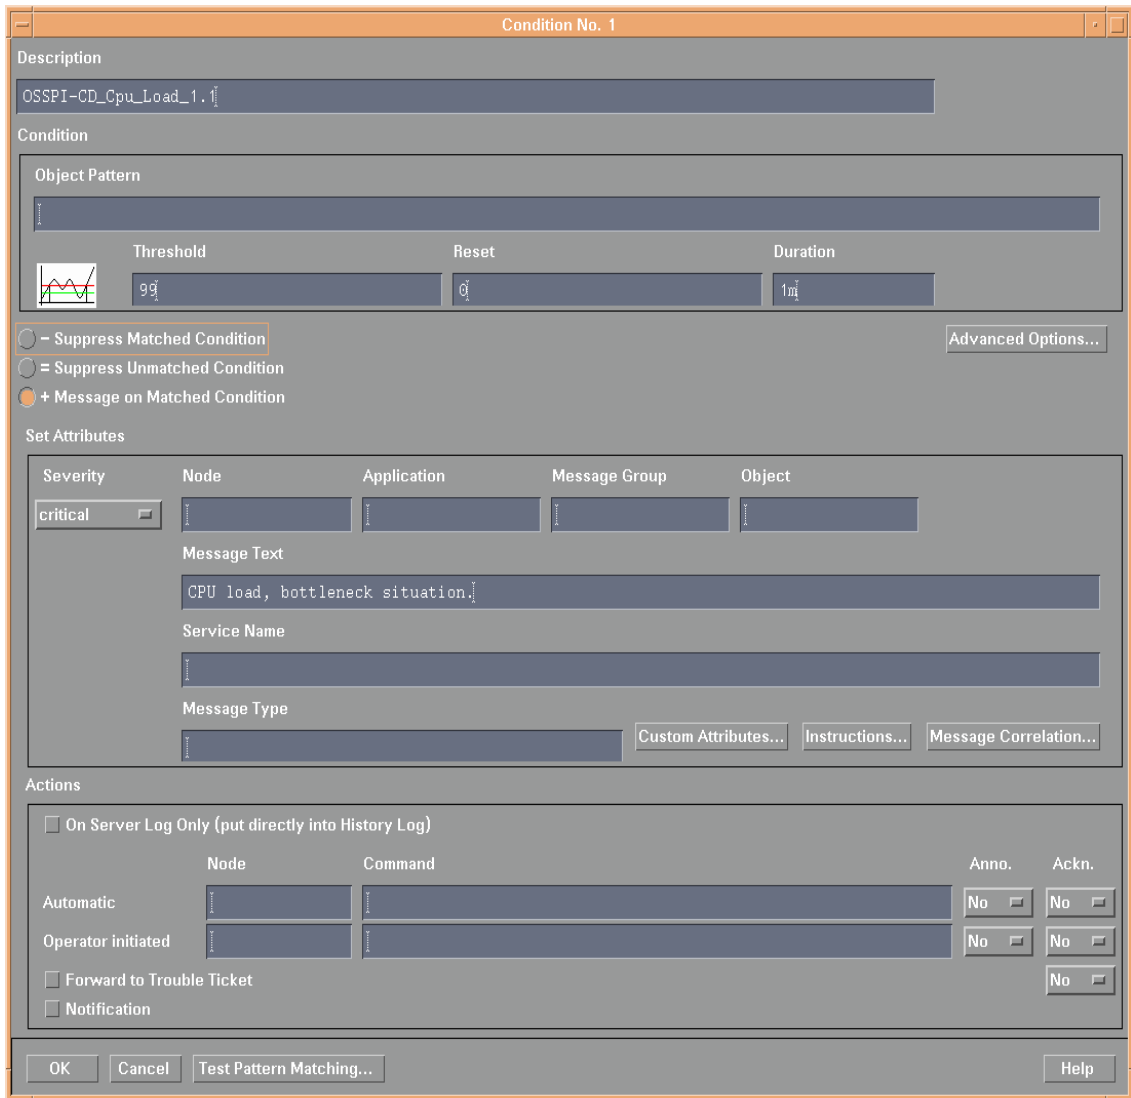 Condition No. 1
Description
OSSPI-CD_Cpu_Load_1.1
Condition
Object Pattern
Threshold Reset Duration
99 0 1m
- Suppress Matched Condition Advanced Options...
= Suppress Unmatched Condition
+ Message on Matched Condition
Set Attributes
Severity Node Application Message Group Object
critical
Message Text
CPU load, bottleneck situation.
Service Name
Message Type
Custom Attributes... Instructions... Message Correlation...
Actions
On Server Log Only (put directly into History Log)
Node Command Anno. Ackn.
Automatic No No
Operator initiated No No
Forward to Trouble Ticket No
Notification
OK Cancel Test Pattern Matching... Help